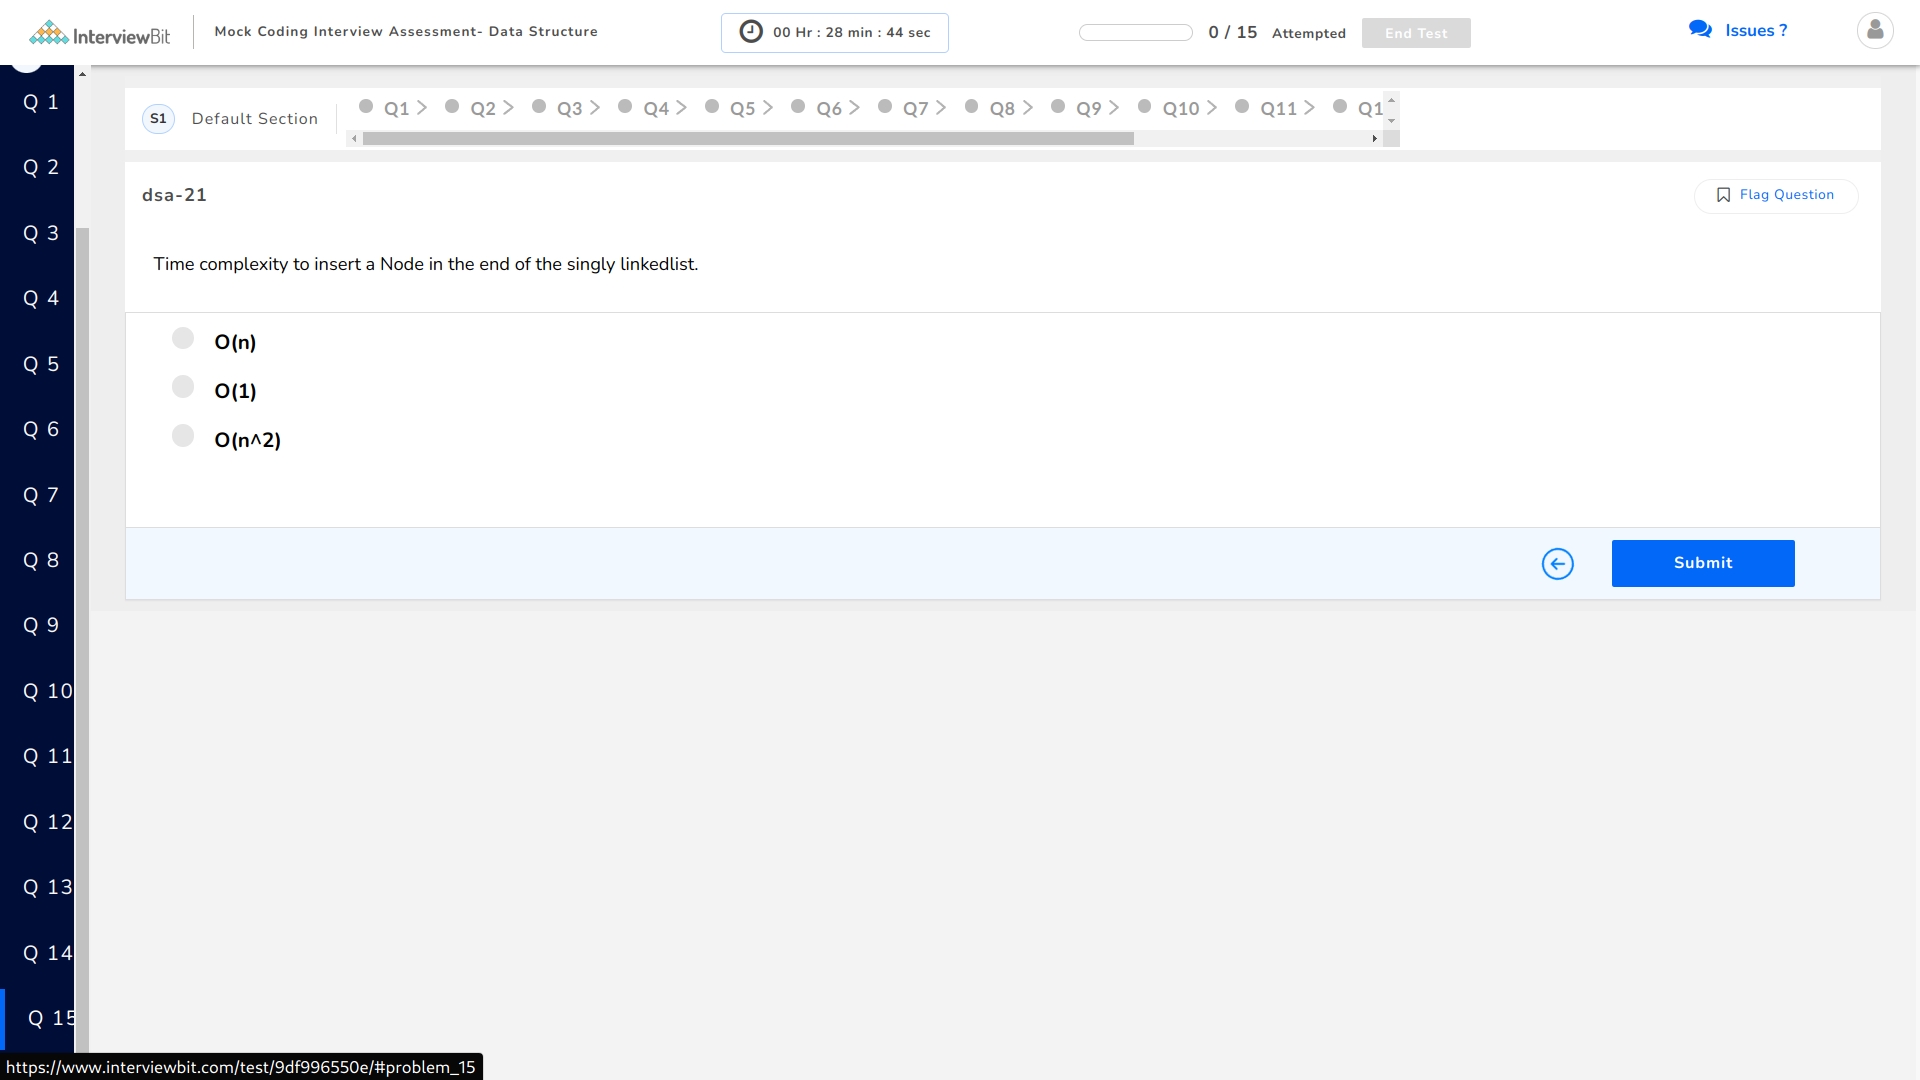 InterviewBit
Mock Coding Interview Assessment- Data Structure
00 Hr : 28 min : 44 sec
0 / 15 Attempted
End Test
Issues ?
Q 1
Q 2
Q 3
Q 4
Q 5
Q 6
Q 7
Q 8
Q 9
Q 10
Q 11
Q 12
Q 13
Q 14
Q 15
S1 Default Section
Q1 Q2 Q3 Q4 Q5 Q6 Q7 Q8 Q9 Q10 Q11 Q1
dsa-21
Flag Question
Time complexity to insert a Node in the end of the singly linkedlist.
O(n)
O(1)
O(n^2)
Submit
https://www.interviewbit.com/test/9df996550e/#problem_15